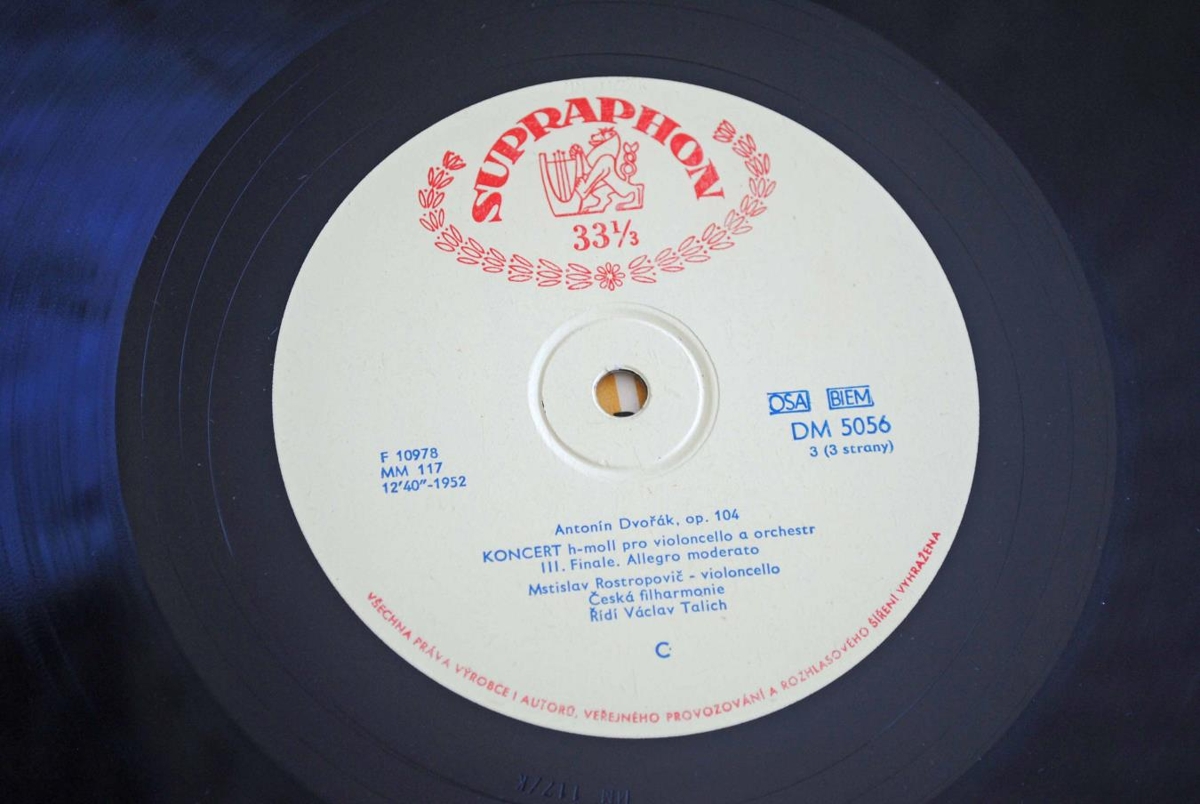 SUPRAPHON
33⅓
OSA BIEM
DM 5056
3 (3 strany)
F 10978
MM 117
12'40"-1952
Antonín Dvořák, op. 104
KONCERT h-moll pro violoncello a orchestr
III. Finale. Allegro moderato
Mstislav Rostropovič - violoncello
Česká filharmonie
Řídí Václav Talich
C
VŠECHNA PRÁVA VÝROBCE I AUTORŮ, VEŘEJNÉHO PROVOZOVÁNÍ A ROZHLASOVÉHO ŠÍŘENÍ VYHRAŽENA